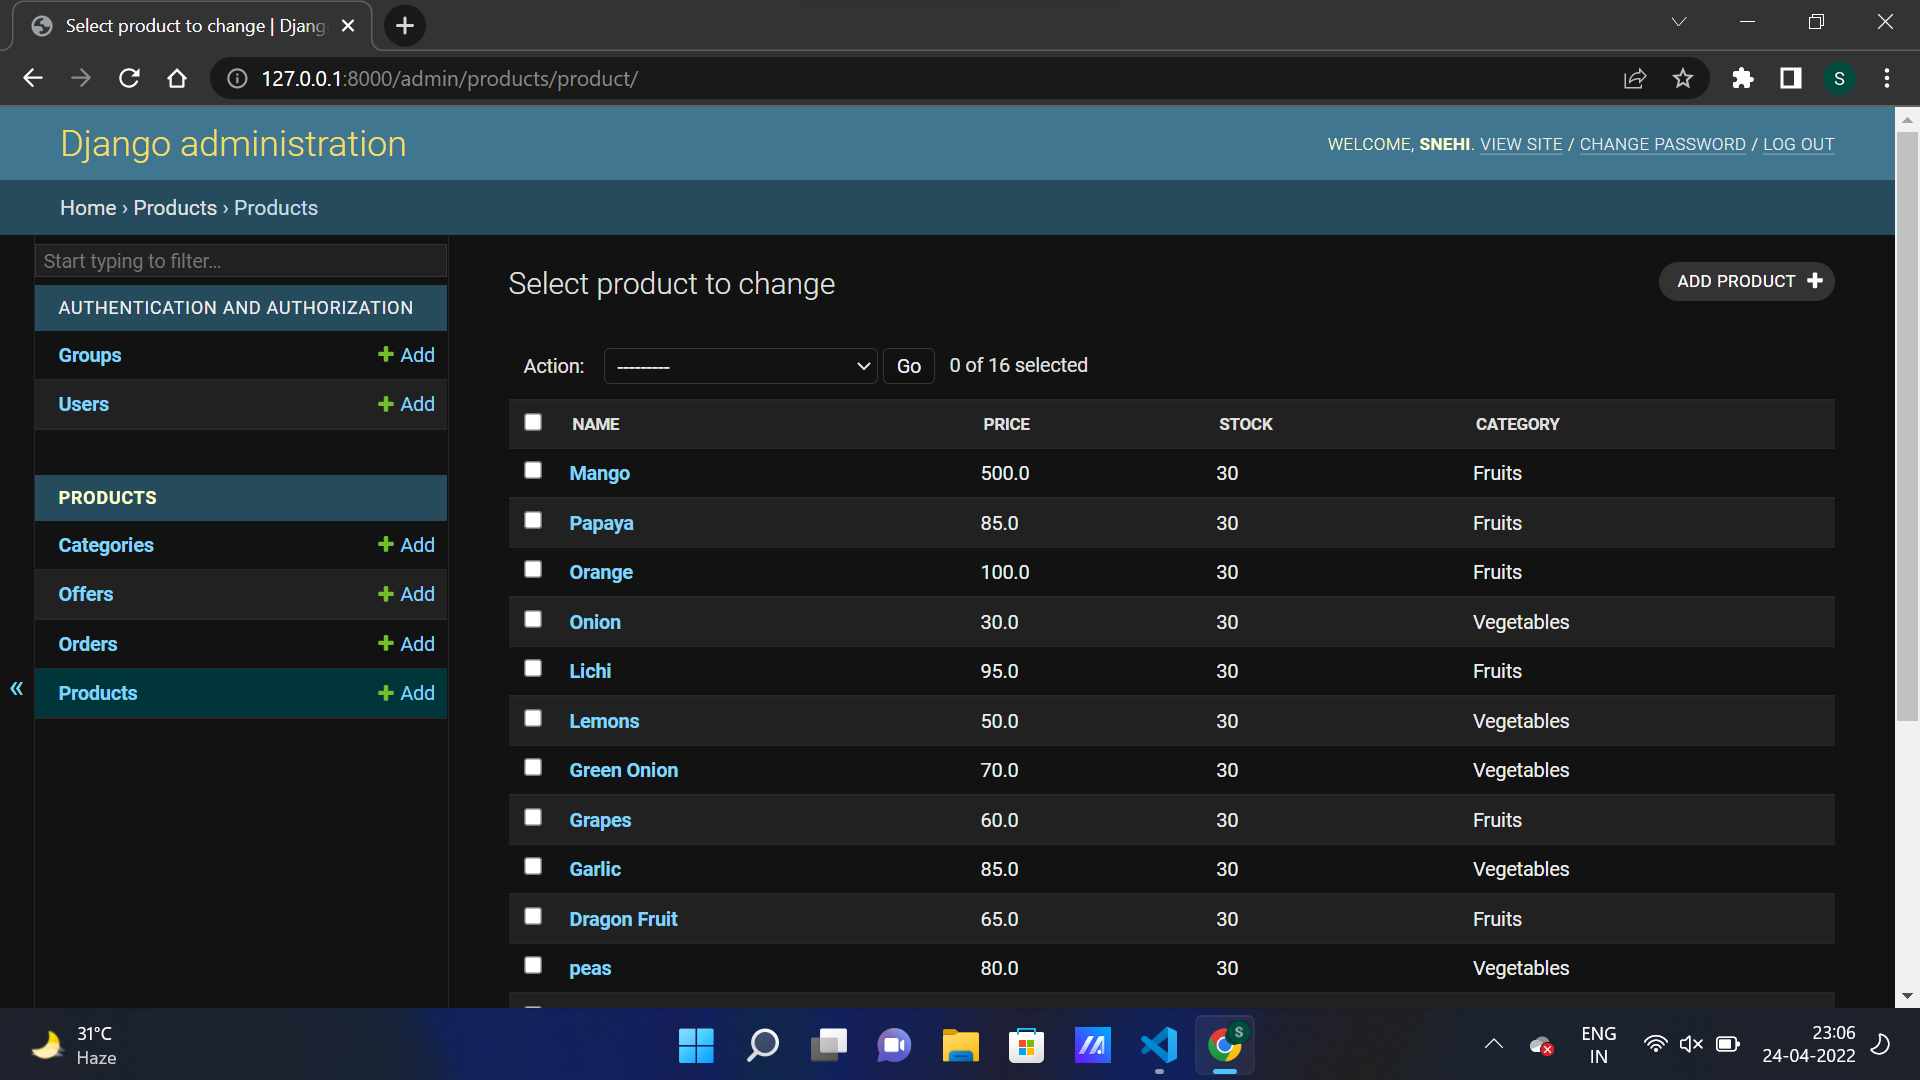 Select product to change | Djang
127.0.0.1:8000/admin/products/product/
S
Django administration
WELCOME, SNEHI. VIEW SITE / CHANGE PASSWORD / LOG OUT
Home › Products › Products
Start typing to filter...
AUTHENTICATION AND AUTHORIZATION
Groups + Add
Users + Add
PRODUCTS
Categories + Add
Offers + Add
Orders + Add
Products + Add
«
Select product to change
ADD PRODUCT +
Action: --------- Go 0 of 16 selected
NAME PRICE STOCK CATEGORY
Mango 500.0 30 Fruits
Papaya 85.0 30 Fruits
Orange 100.0 30 Fruits
Onion 30.0 30 Vegetables
Lichi 95.0 30 Fruits
Lemons 50.0 30 Vegetables
Green Onion 70.0 30 Vegetables
Grapes 60.0 30 Fruits
Garlic 85.0 30 Vegetables
Dragon Fruit 65.0 30 Fruits
peas 80.0 30 Vegetables
31°C
Haze
S
ENG
IN
23:06
24-04-2022